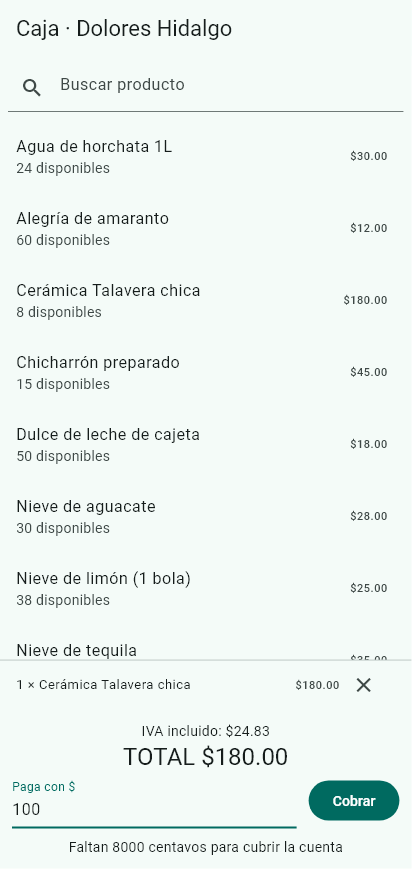 Caja · Dolores Hidalgo
Buscar producto
Agua de horchata 1L
24 disponibles
$30.00
Alegría de amaranto
60 disponibles
$12.00
Cerámica Talavera chica
8 disponibles
$180.00
Chicharrón preparado
15 disponibles
$45.00
Dulce de leche de cajeta
50 disponibles
$18.00
Nieve de aguacate
30 disponibles
$28.00
Nieve de limón (1 bola)
38 disponibles
$25.00
Nieve de tequila
$35.00
1 × Cerámica Talavera chica $180.00
IVA incluido: $24.83
TOTAL $180.00
Paga con $
100
Cobrar
Faltan 8000 centavos para cubrir la cuenta